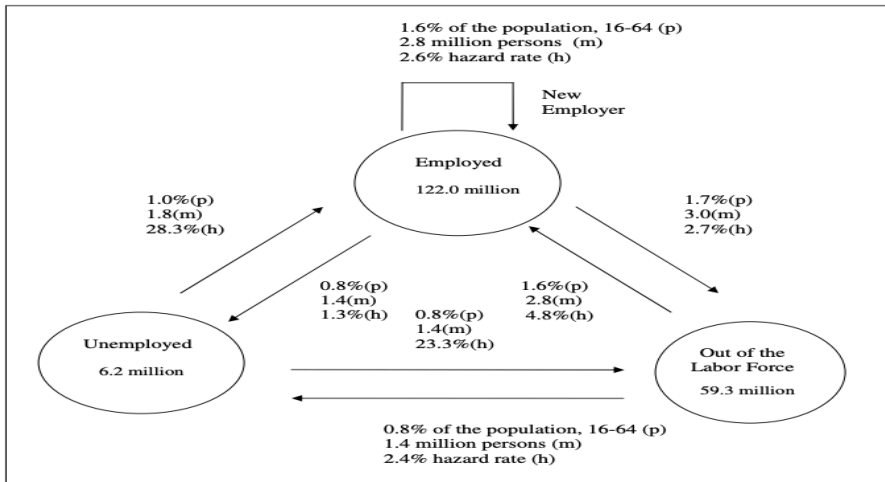 1.6% of the population, 16-64 (p)
2.8 million persons (m)
2.6% hazard rate (h)
New
Employer
Employed
122.0 million
1.0%(p)
1.8(m)
28.3%(h)
1.7%(p)
3.0(m)
2.7%(h)
0.8%(p)
1.4(m)
1.3%(h)
1.6%(p)
2.8(m)
4.8%(h)
0.8%(p)
1.4(m)
23.3%(h)
Unemployed
6.2 million
Out of the
Labor Force
59.3 million
0.8% of the population, 16-64 (p)
1.4 million persons (m)
2.4% hazard rate (h)